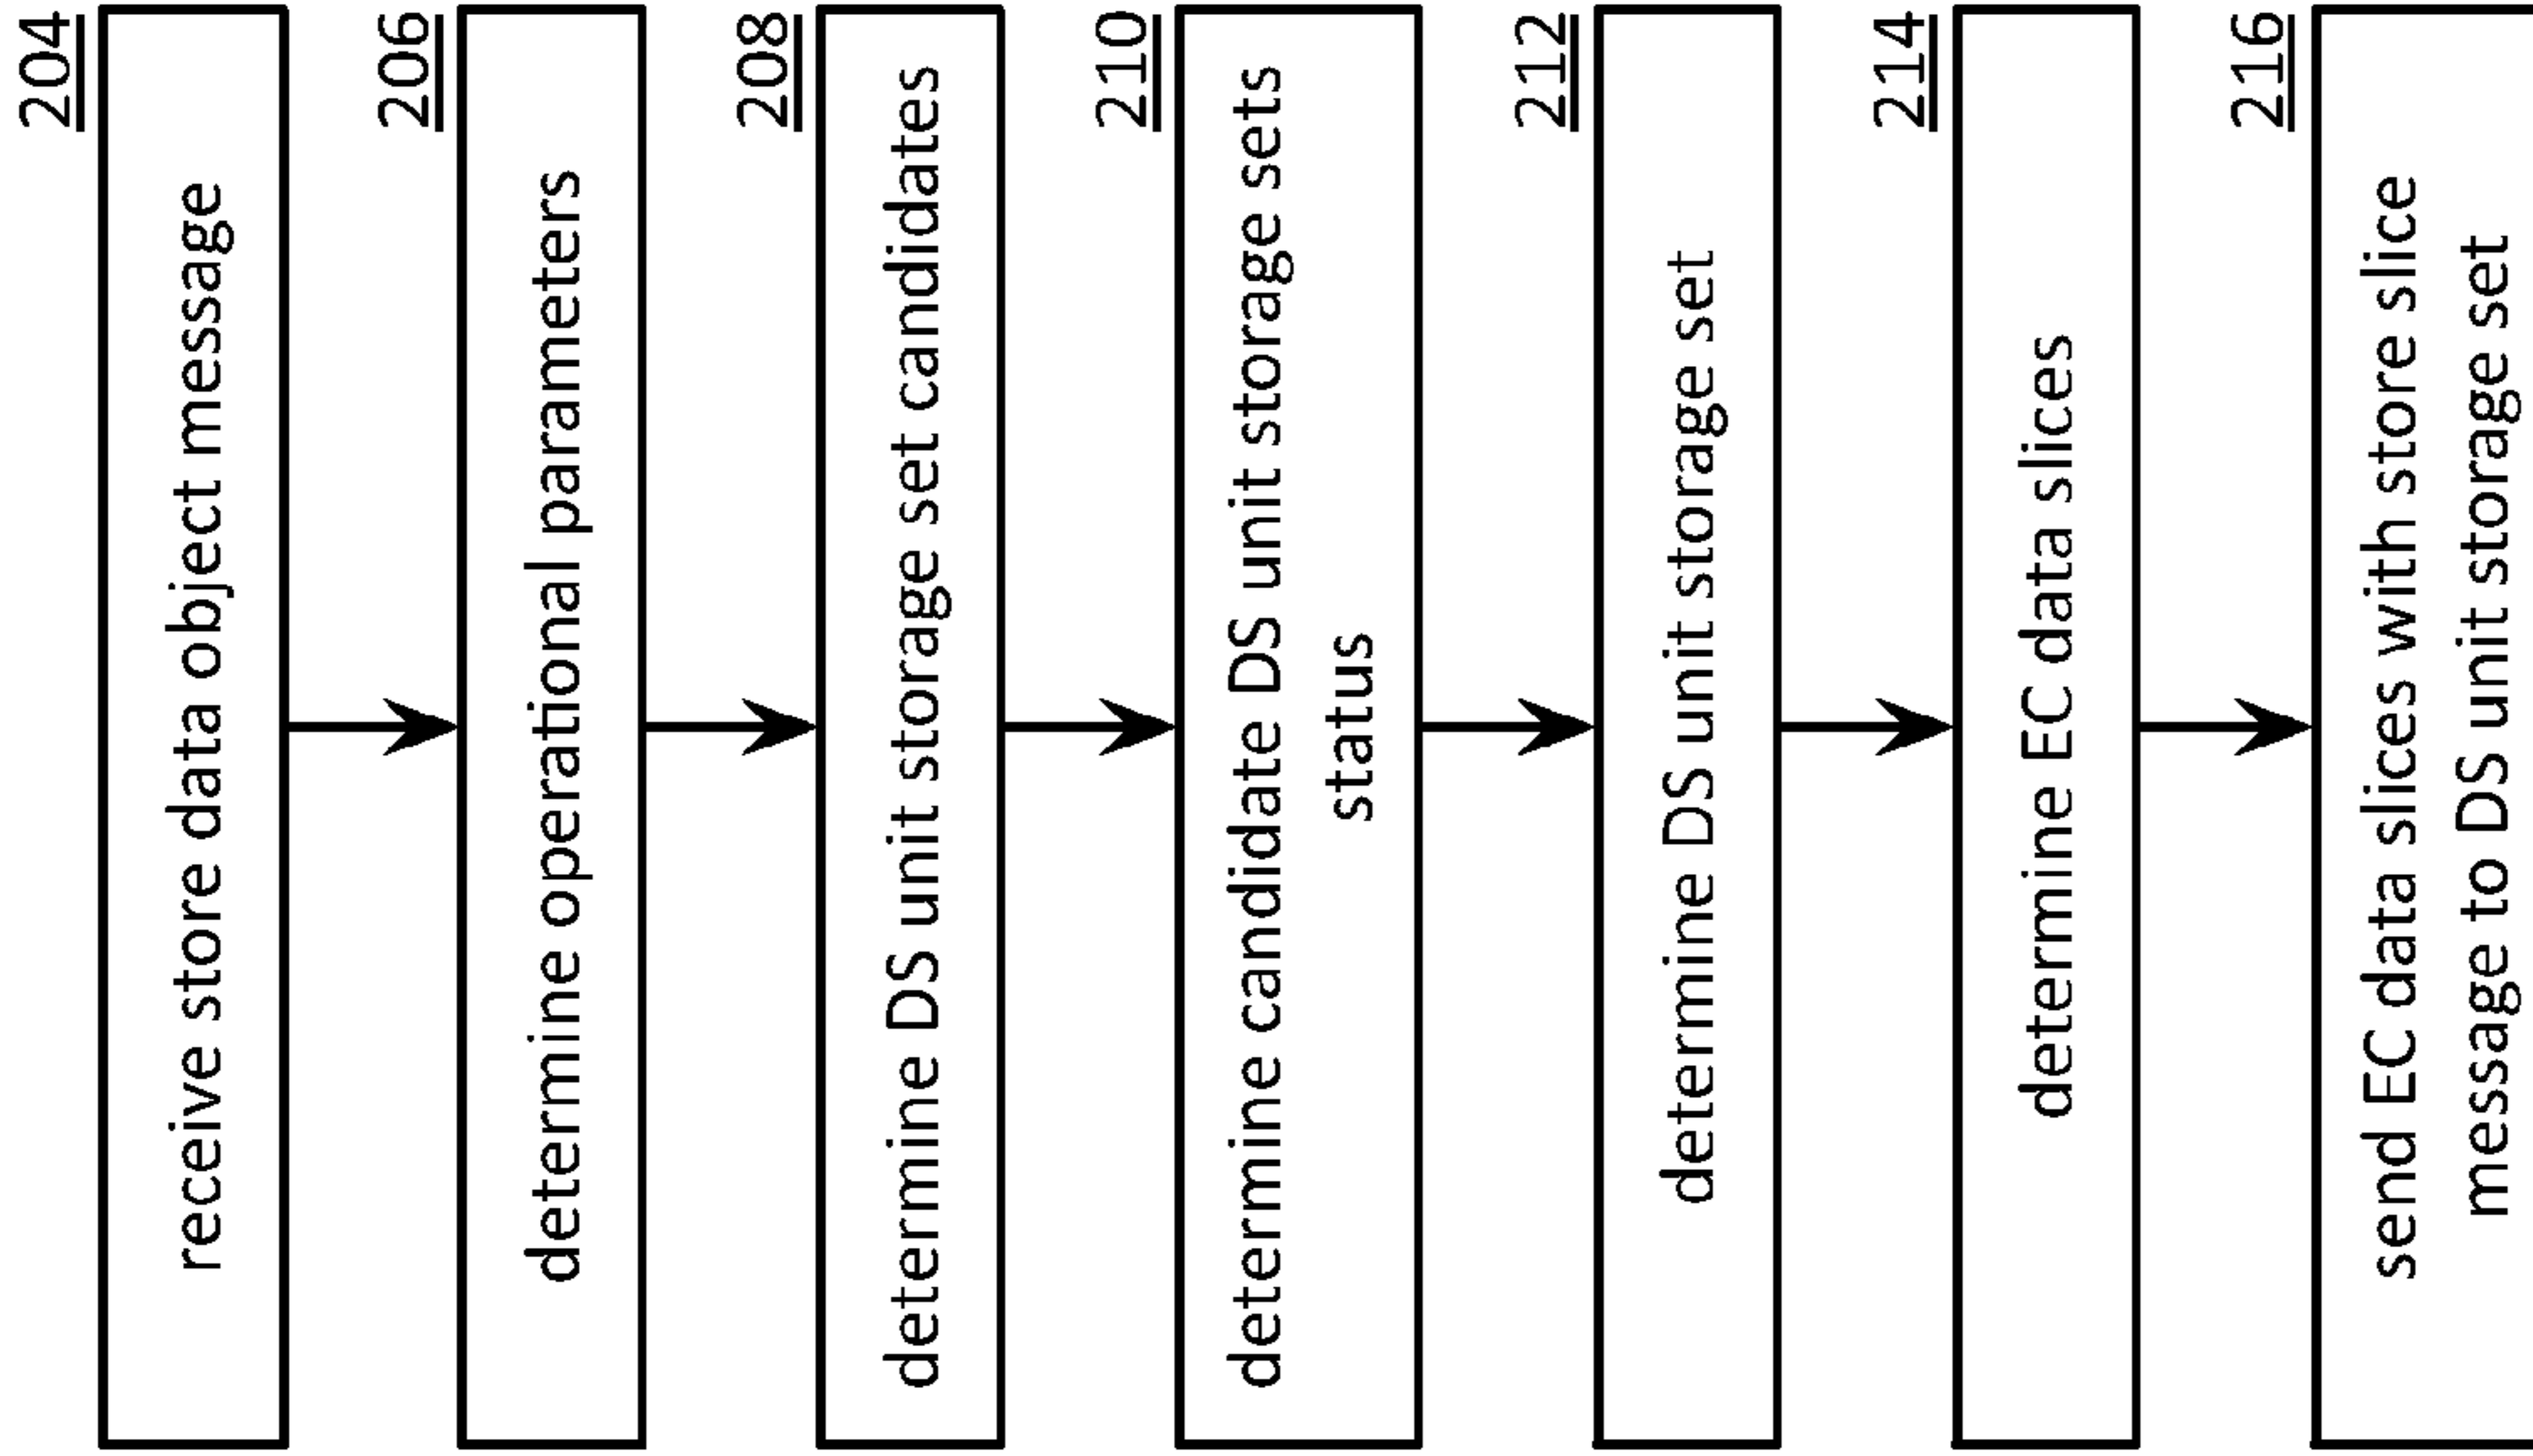 204
receive store data object message
206
determine operational parameters
208
determine DS unit storage set candidates
210
determine candidate DS unit storage sets
status
212
determine DS unit storage set
214
determine EC data slices
216
send EC data slices with store slice
message to DS unit storage set